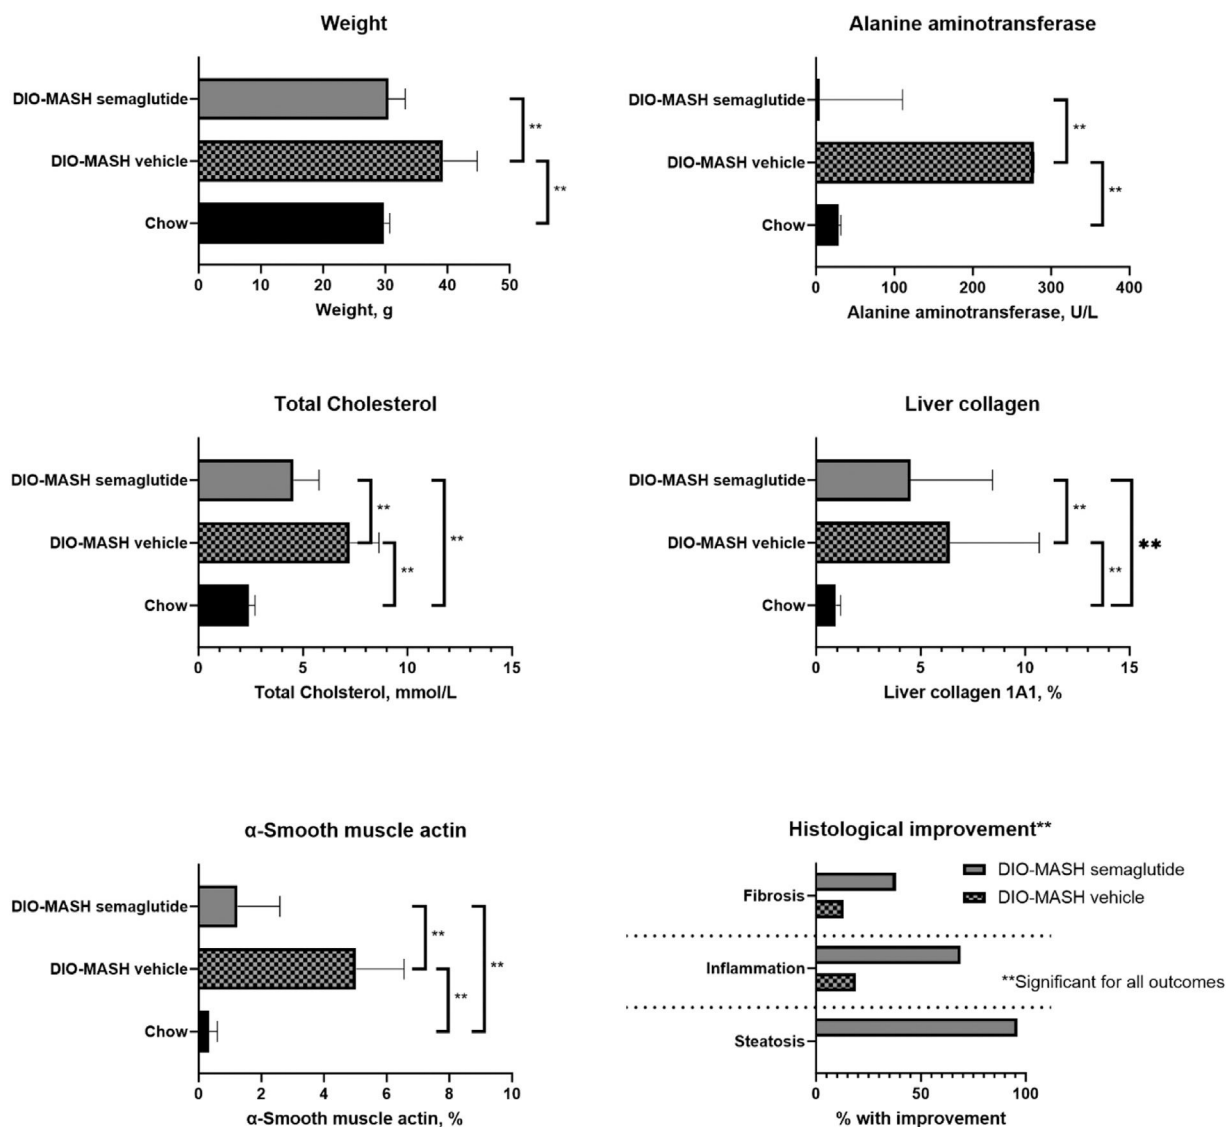 Weight
DIO-MASH semaglutide
DIO-MASH vehicle
Chow
**
**
0 10 20 30 40 50
Weight, g
Alanine aminotransferase
DIO-MASH semaglutide
DIO-MASH vehicle
Chow
**
**
0 100 200 300 400
Alanine aminotransferase, U/L
Total Cholesterol
DIO-MASH semaglutide
DIO-MASH vehicle
Chow
**
**
**
0 5 10 15
Total Cholsterol, mmol/L
Liver collagen
DIO-MASH semaglutide
DIO-MASH vehicle
Chow
**
**
**
0 5 10 15
Liver collagen 1A1, %
α-Smooth muscle actin
DIO-MASH semaglutide
DIO-MASH vehicle
Chow
**
**
**
0 2 4 6 8 10
α-Smooth muscle actin, %
Histological improvement**
DIO-MASH semaglutide
DIO-MASH vehicle
Fibrosis
Inflammation
**Significant for all outcomes
Steatosis
0 50 100
% with improvement